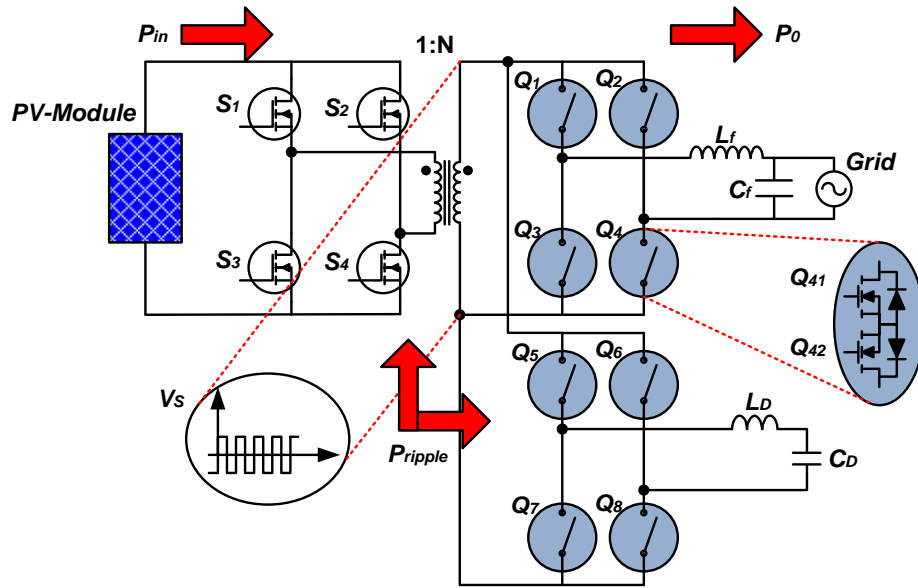 Pin
P0
1:N
Q1
Q2
S1
S2
PV-Module
Lf
Grid
Cf
Q3
Q4
S3
S4
Q41
Q42
Q5
Q6
VS
LD
Pripple
CD
Q7
Q8